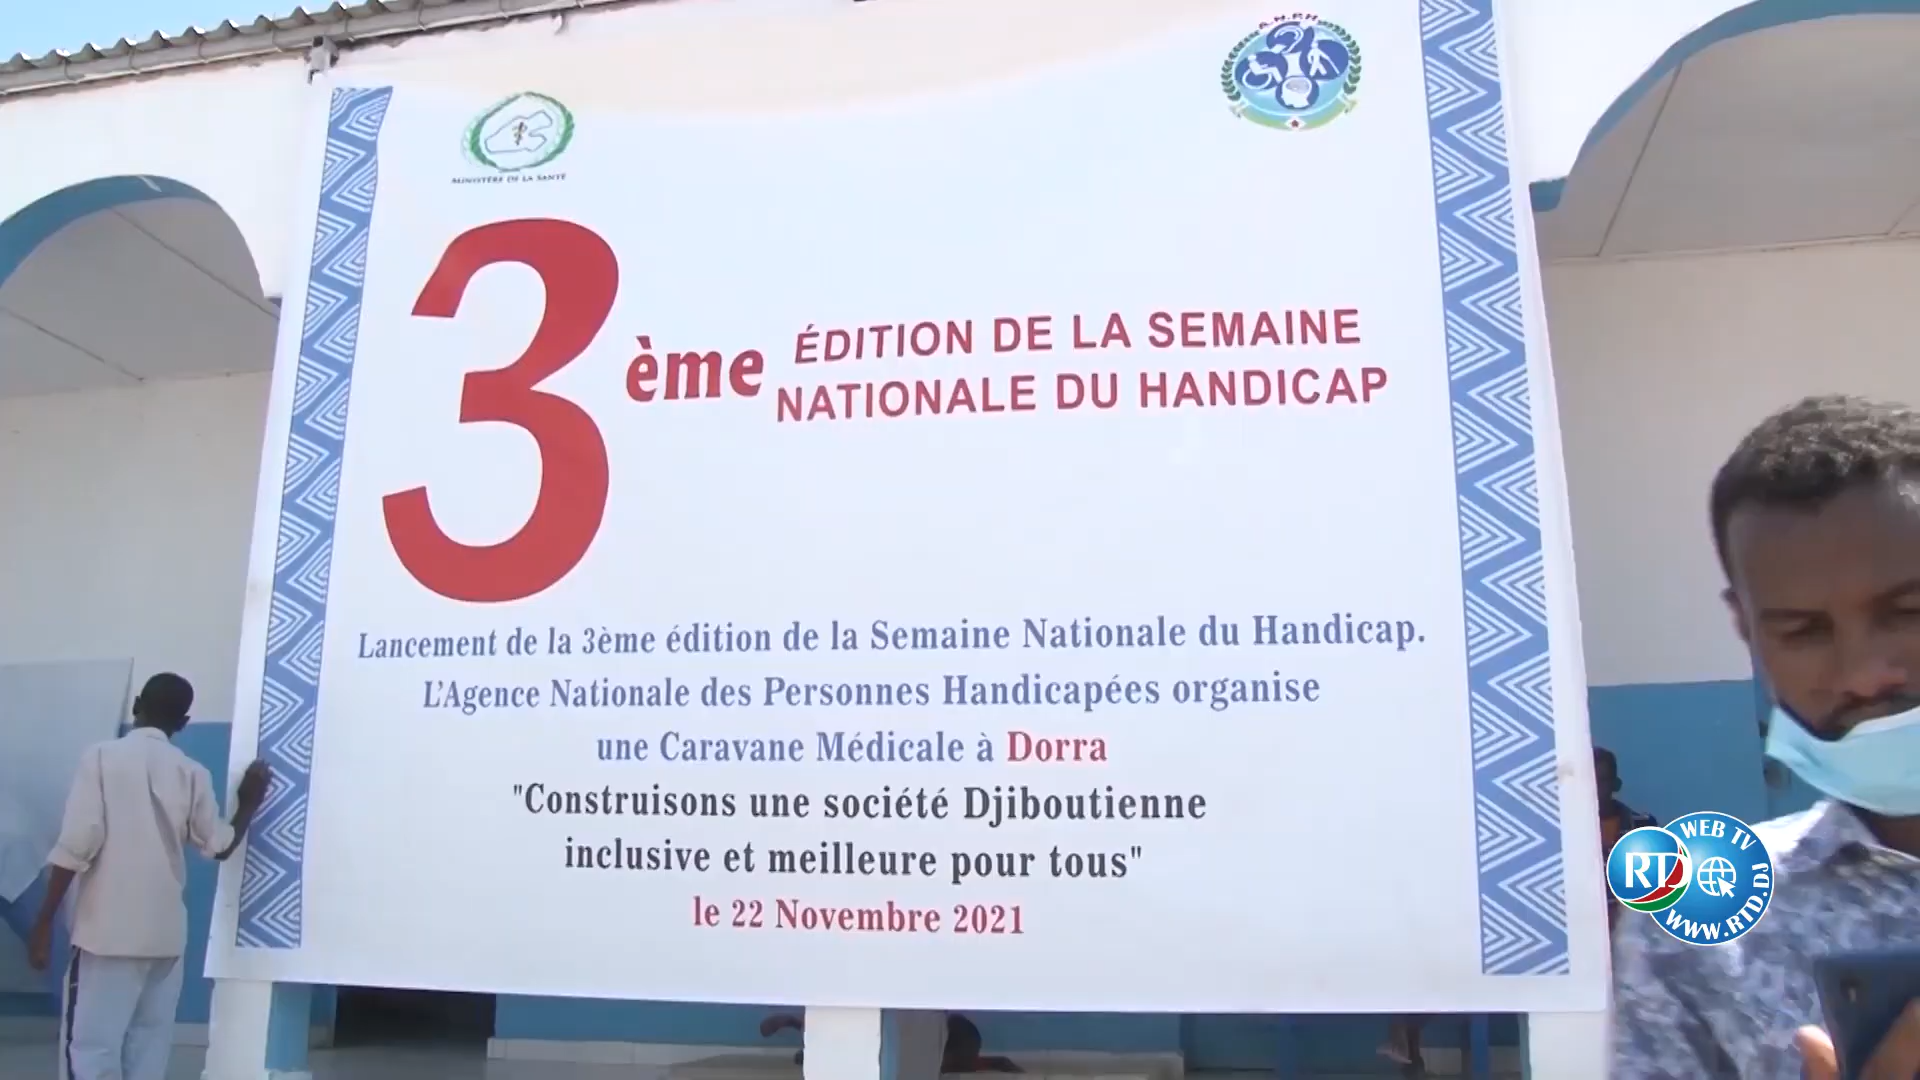 A.N.P.H
MINISTÈRE DE LA SANTÉ
3ème ÉDITION DE LA SEMAINE
NATIONALE DU HANDICAP
Lancement de la 3ème édition de la Semaine Nationale du Handicap.
L'Agence Nationale des Personnes Handicapées organise
une Caravane Médicale à Dorra
"Construisons une société Djiboutienne
inclusive et meilleure pour tous"
le 22 Novembre 2021
WEB TV
RTD
WWW.RTD.DJ